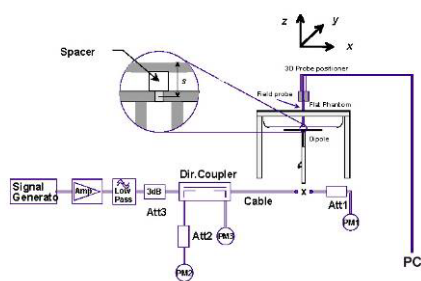 z
y
x
Spacer
s
3D Probe positioner
Field probe
Flat Phantom
Dipole
Signal
Generato
Amp
Low
Pass
3dB
Att3
Dir.Coupler
Cable
x
Att1
PM1
Att2
PM3
PM2
PC